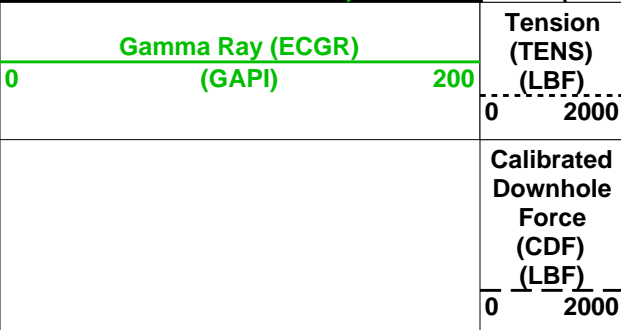 Gamma Ray (ECGR)
0 (GAPI) 200
Tension
(TENS)
(LBF)
0 2000
Calibrated
Downhole
Force
(CDF)
(LBF)
0 2000